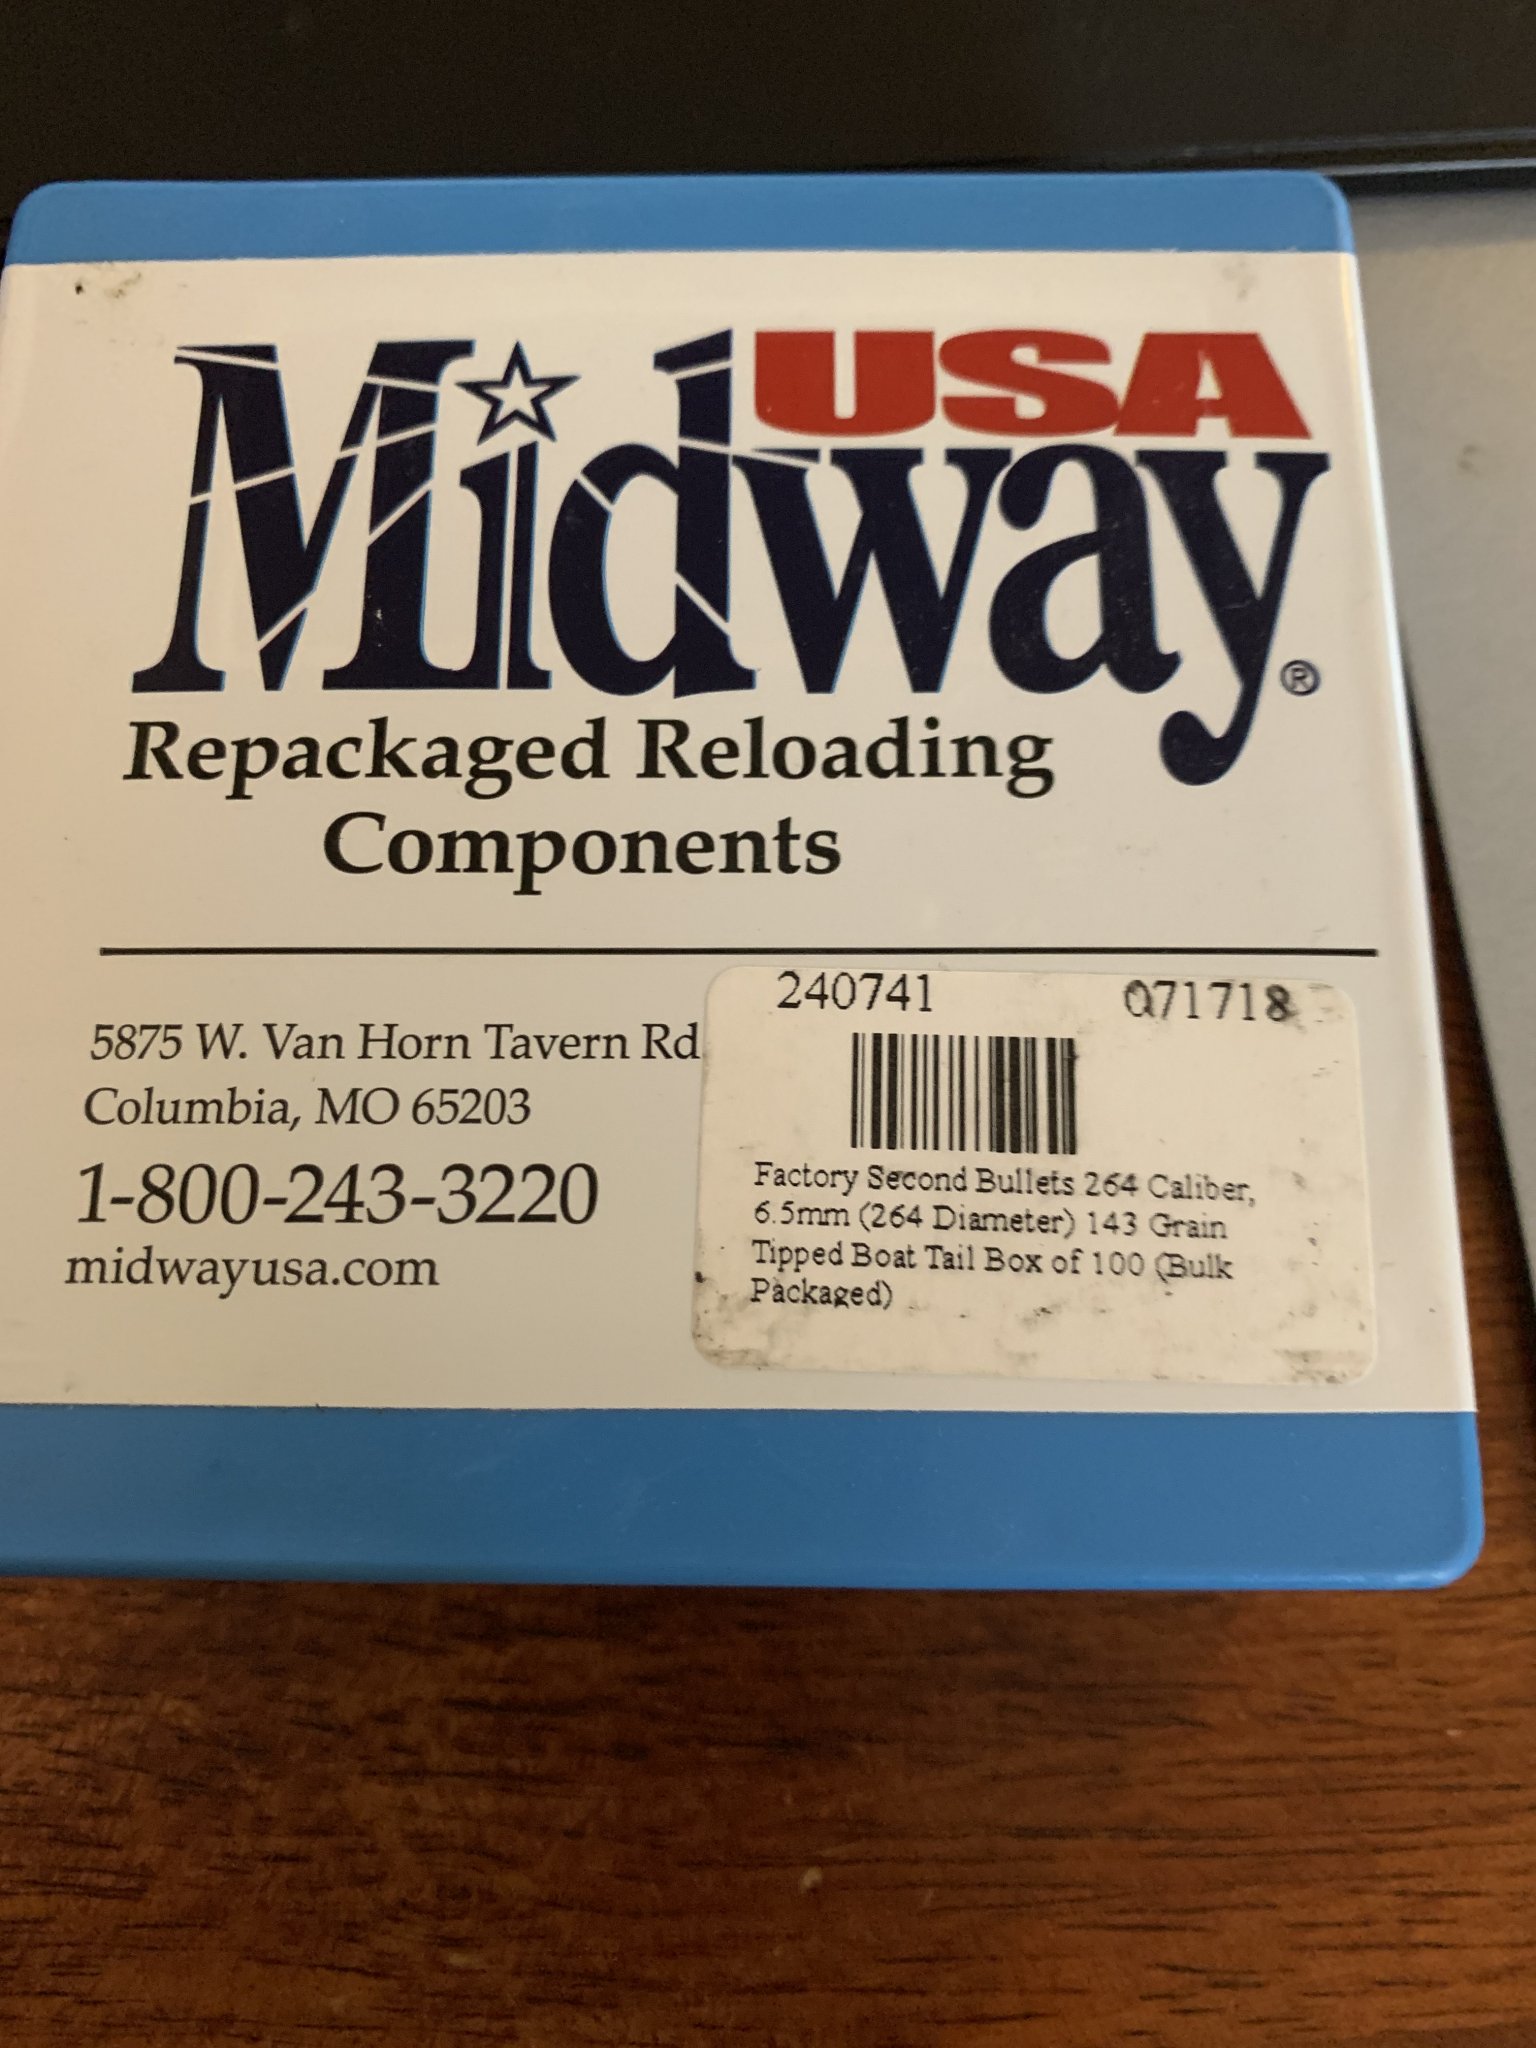 USA
Midway®
Repackaged Reloading
Components
5875 W. Van Horn Tavern Rd
Columbia, MO 65203
1-800-243-3220
midwayusa.com
240741 Q71718
Factory Second Bullets 264 Caliber,
6.5mm (264 Diameter) 143 Grain
Tipped Boat Tail Box of 100 (Bulk
Packaged)